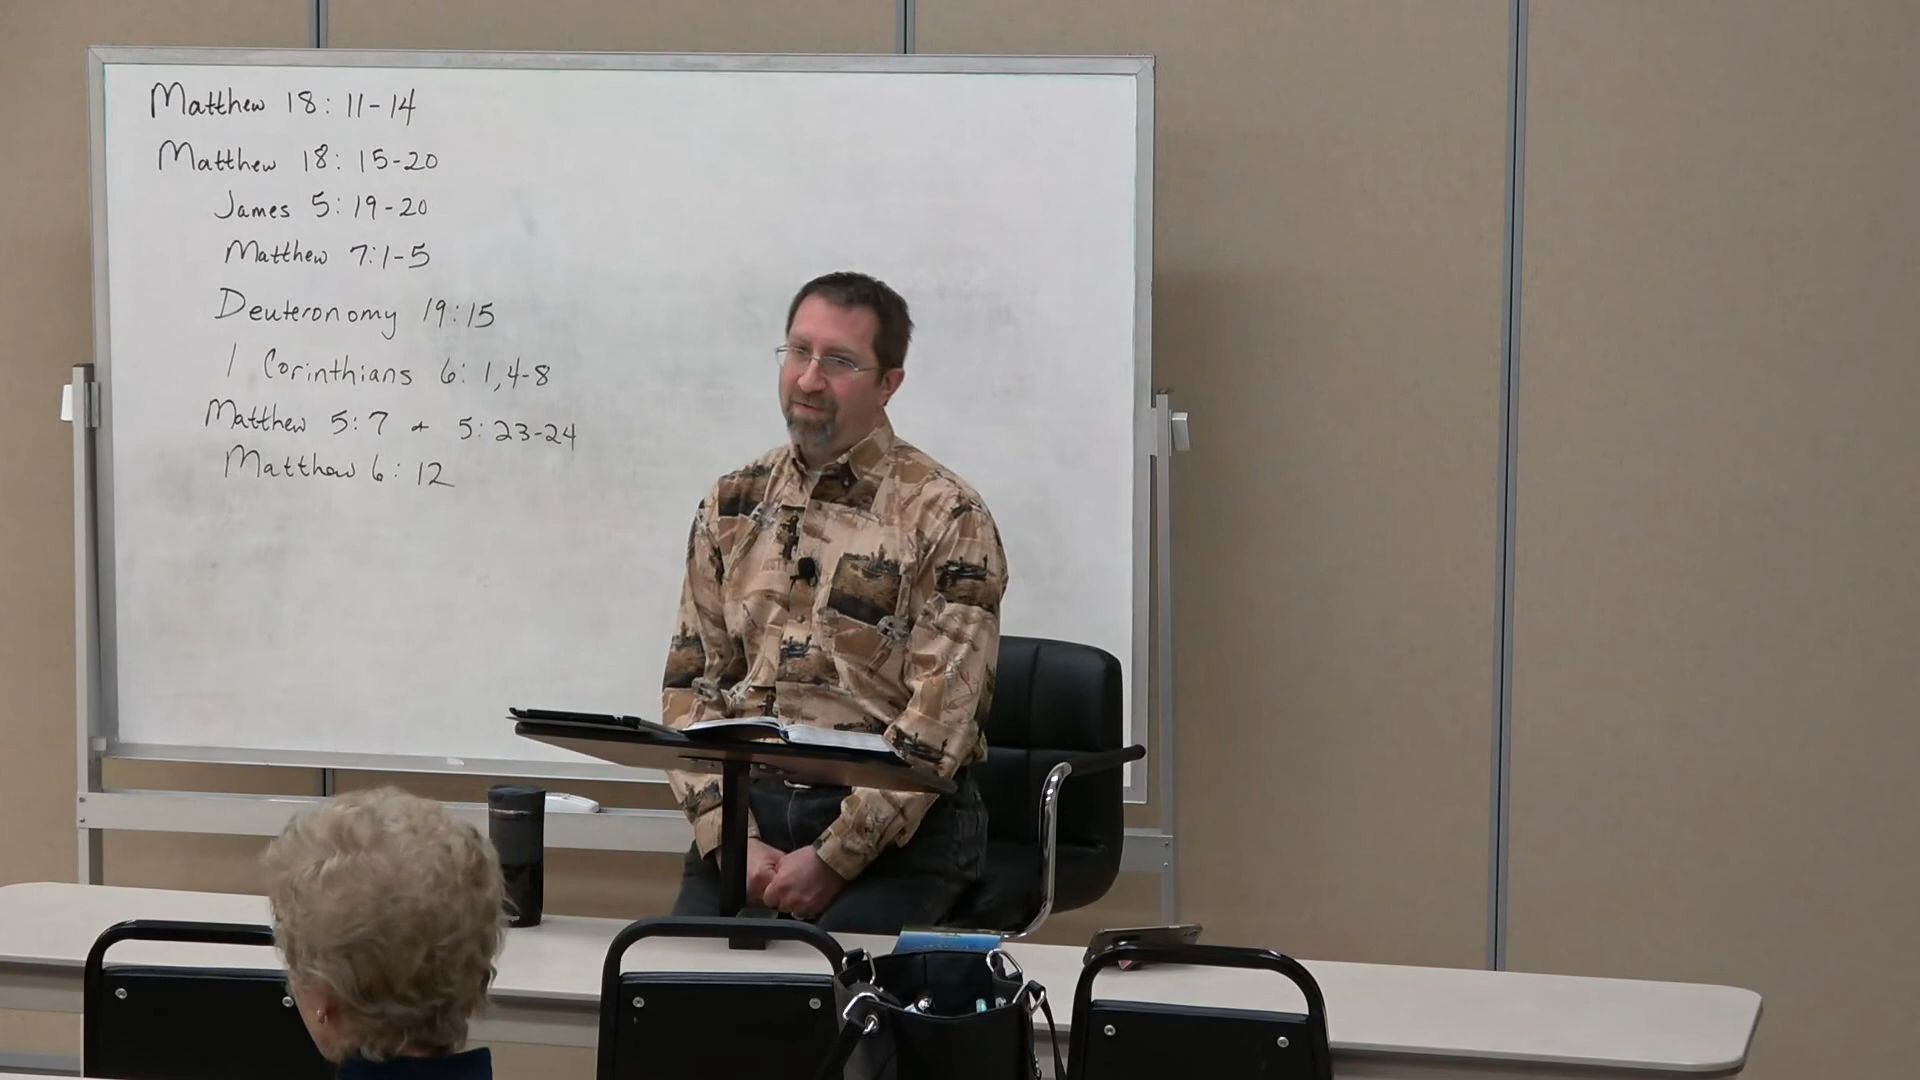 Matthew 18: 11-14
Matthew 18: 15-20
James 5: 19-20
Matthew 7:1-5
Deuteronomy 19:15
1 Corinthians 6: 1,4-8
Matthew 5:7 + 5: 23-24
Matthew 6: 12